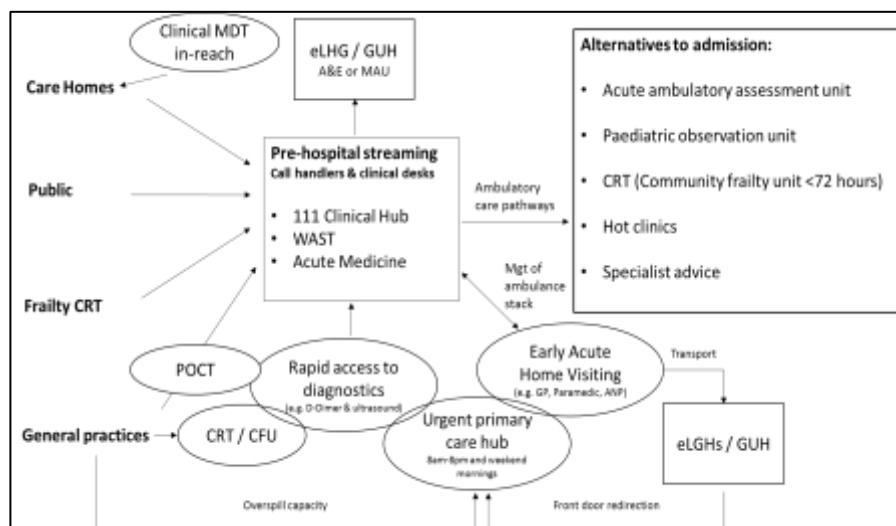 Clinical MDT
in-reach
eLHG / GUH
A&E or MAU
Alternatives to admission:
• Acute ambulatory assessment unit
• Paediatric observation unit
• CRT (Community frailty unit <72 hours)
• Hot clinics
• Specialist advice
Care Homes
Public
Frailty CRT
General practices
Pre-hospital streaming
Call handlers & clinical desks
• 111 Clinical Hub
• WAST
• Acute Medicine
Ambulatory
care pathways
Mgt of
ambulance
stack
POCT
Rapid access to
diagnostics
(e.g. D-Dimer & ultrasound)
CRT / CFU
Early Acute
Home Visiting
(e.g. GP, Paramedic, ANP)
Transport
Urgent primary
care hub
8am-8pm and weekend
mornings
eLGHs / GUH
Overspill capacity
Front door redirection